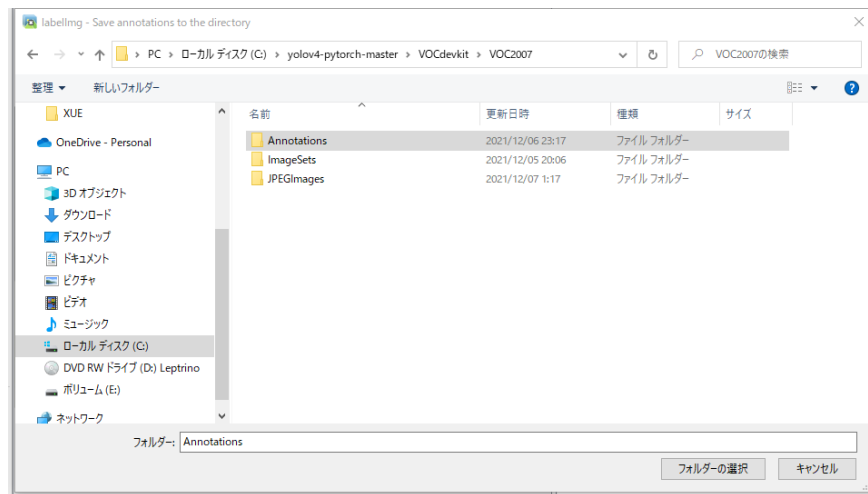 labelImg - Save annotations to the directory
PC › ローカル ディスク (C:) › yolov4-pytorch-master › VOCdevkit › VOC2007
VOC2007の検索
整理 新しいフォルダー
名前 更新日時 種類 サイズ
XUE
OneDrive - Personal
PC
3D オブジェクト
ダウンロード
デスクトップ
ドキュメント
ピクチャ
ビデオ
ミュージック
ローカル ディスク (C:)
DVD RW ドライブ (D:) Leptrino
ボリューム (E:)
ネットワーク
Annotations 2021/12/06 23:17 ファイル フォルダー
ImageSets 2021/12/05 20:06 ファイル フォルダー
JPEGImages 2021/12/07 1:17 ファイル フォルダー
フォルダー: Annotations
フォルダーの選択 キャンセル